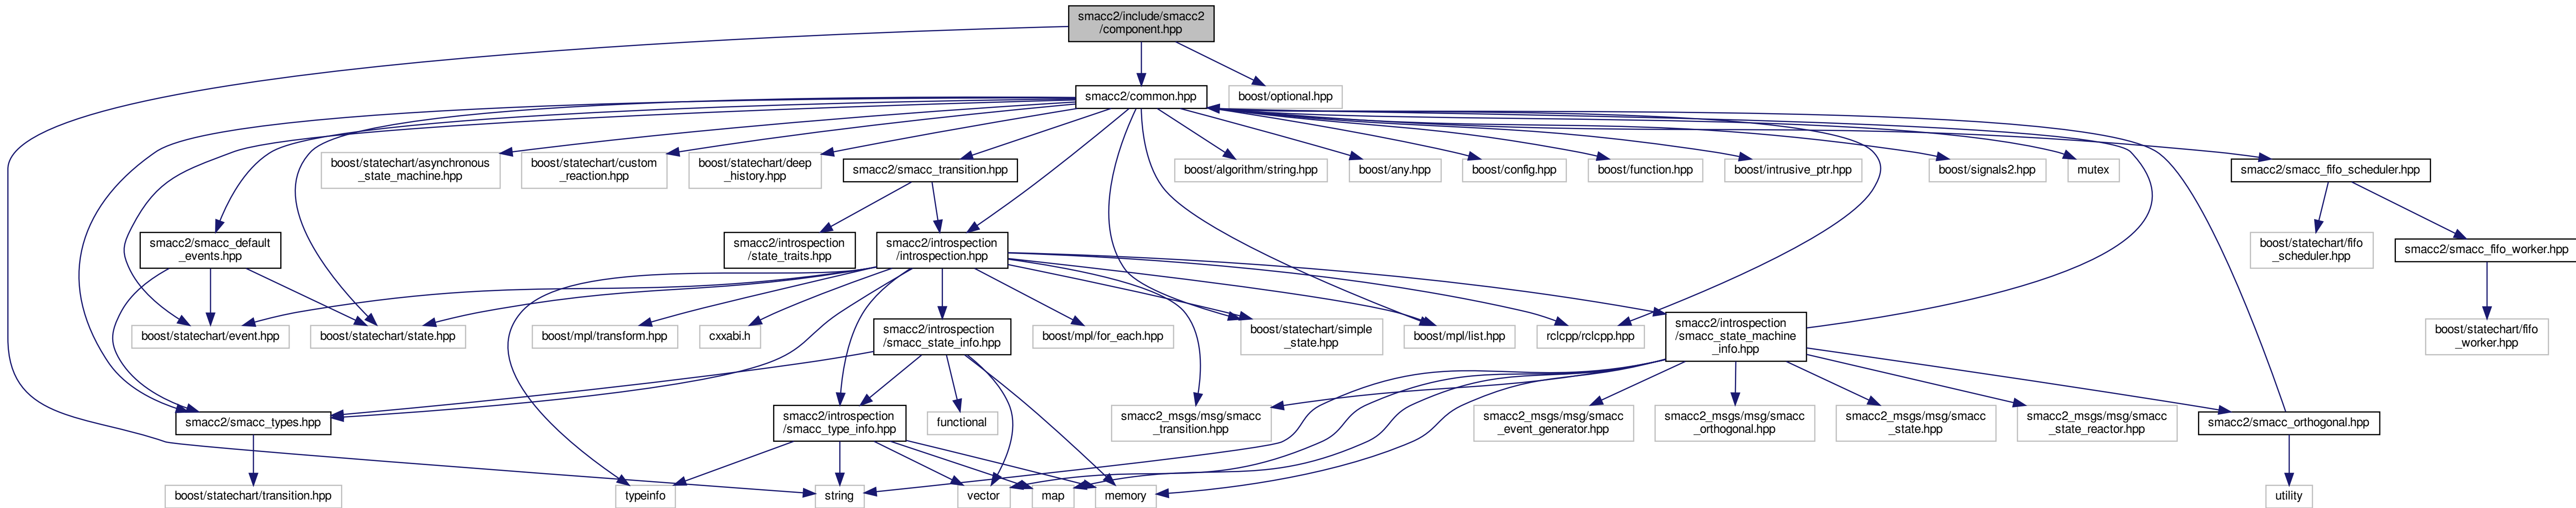 smacc2/include/smacc2
/component.hpp
smacc2/common.hpp
boost/optional.hpp
boost/statechart/asynchronous
_state_machine.hpp
boost/statechart/custom
_reaction.hpp
boost/statechart/deep
_history.hpp
smacc2/smacc_transition.hpp
boost/algorithm/string.hpp
boost/any.hpp
boost/config.hpp
boost/function.hpp
boost/intrusive_ptr.hpp
boost/signals2.hpp
mutex
smacc2/smacc_fifo_scheduler.hpp
smacc2/smacc_default
_events.hpp
smacc2/introspection
/state_traits.hpp
smacc2/introspection
/introspection.hpp
boost/statechart/fifo
_scheduler.hpp
smacc2/smacc_fifo_worker.hpp
boost/statechart/event.hpp
boost/statechart/state.hpp
boost/mpl/transform.hpp
cxxabi.h
smacc2/introspection
/smacc_state_info.hpp
boost/mpl/for_each.hpp
boost/statechart/simple
_state.hpp
boost/mpl/list.hpp
rclcpp/rclcpp.hpp
smacc2/introspection
/smacc_state_machine
_info.hpp
boost/statechart/fifo
_worker.hpp
smacc2/smacc_types.hpp
smacc2/introspection
/smacc_type_info.hpp
functional
smacc2_msgs/msg/smacc
_transition.hpp
smacc2_msgs/msg/smacc
_event_generator.hpp
smacc2_msgs/msg/smacc
_orthogonal.hpp
smacc2_msgs/msg/smacc
_state.hpp
smacc2_msgs/msg/smacc
_state_reactor.hpp
smacc2/smacc_orthogonal.hpp
boost/statechart/transition.hpp
typeinfo
string
vector
map
memory
utility